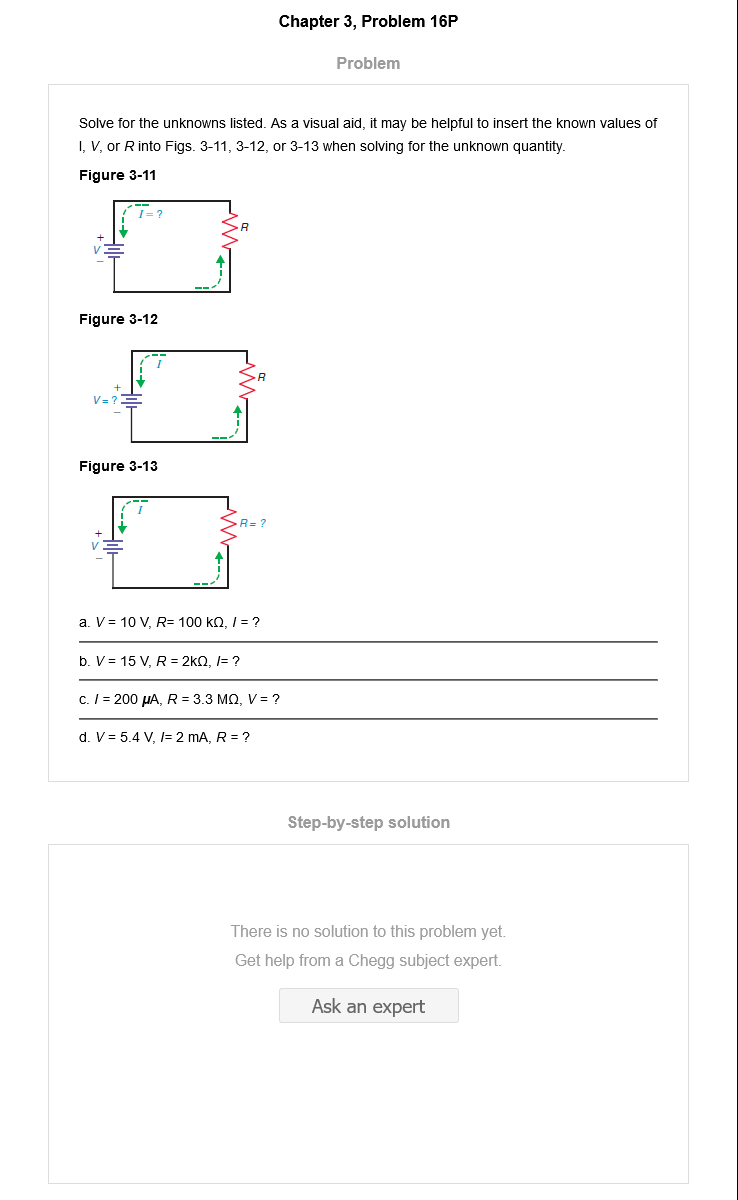 Chapter 3, Problem 16P
Problem
Solve for the unknowns listed. As a visual aid, it may be helpful to insert the known values of
I, V, or R into Figs. 3-11, 3-12, or 3-13 when solving for the unknown quantity.
Figure 3-11
I = ?
R
+
V
−
Figure 3-12
I
R
+
V = ?
−
Figure 3-13
I
R = ?
+
V
−
a. V = 10 V, R= 100 kΩ, I = ?
b. V = 15 V, R = 2kΩ, I= ?
c. I = 200 μA, R = 3.3 MΩ, V = ?
d. V = 5.4 V, I= 2 mA, R = ?
Step-by-step solution
There is no solution to this problem yet.
Get help from a Chegg subject expert.
Ask an expert